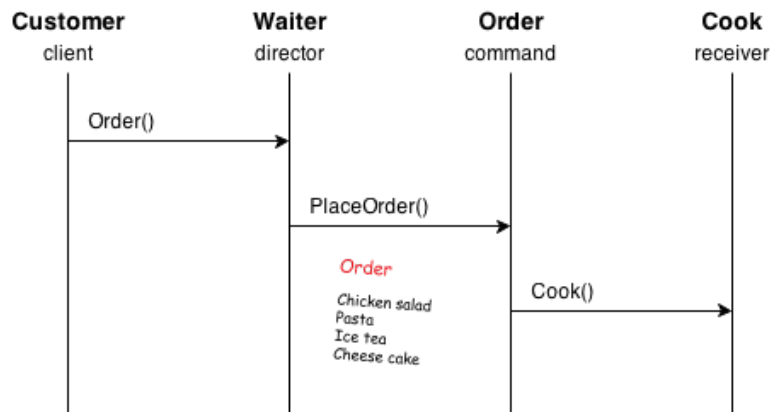 Customer Waiter Order Cook
client director command receiver
Order()
PlaceOrder()
Order
Cook()
Chicken salad
Pasta
Ice tea
Cheese cake